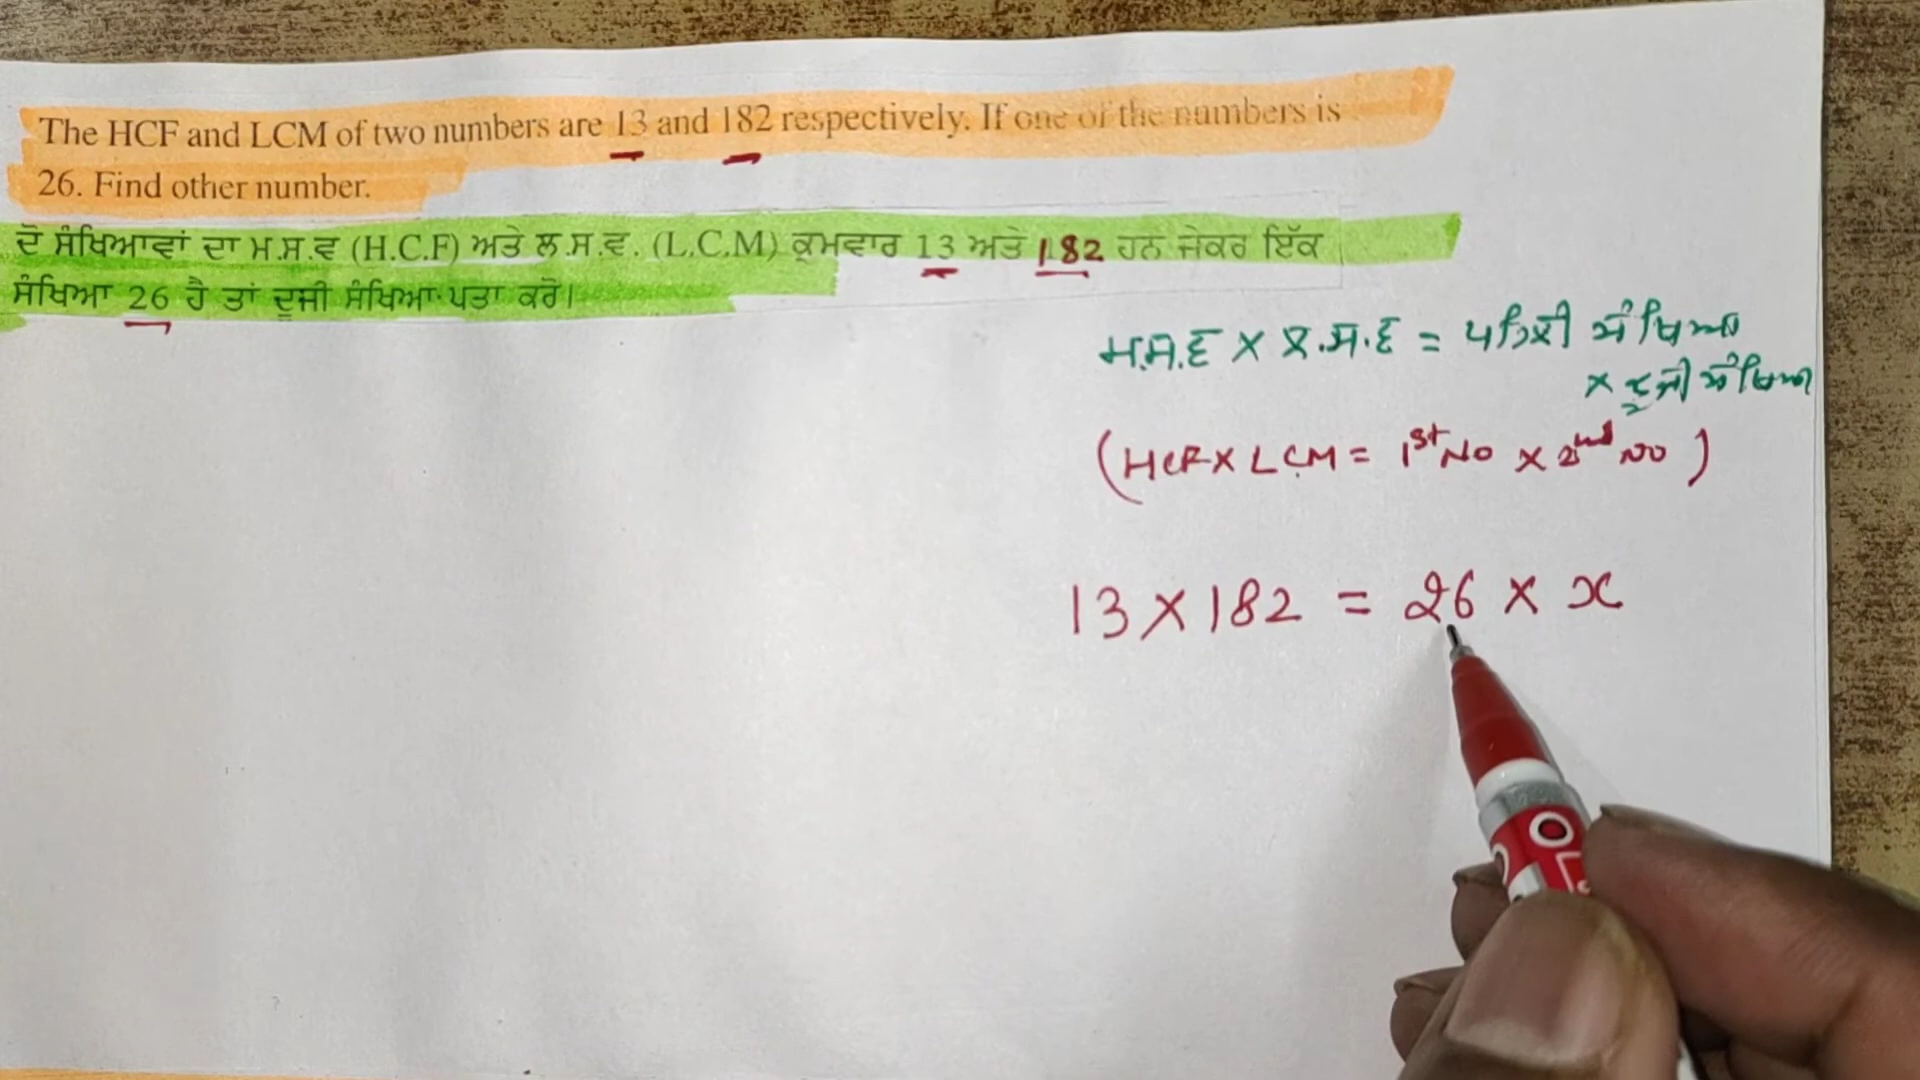 The HCF and LCM of two numbers are 13 and 182 respectively. If one of the numbers is
26. Find other number.
ਦੋ ਸੰਖਿਆਵਾਂ ਦਾ ਮ.ਸ.ਵ (H.C.F) ਅਤੇ ਲ.ਸ.ਵ. (L.C.M) ਕ੍ਰਮਵਾਰ 13 ਅਤੇ 182 ਹਨ ਜੇਕਰ ਇੱਕ
ਸੰਖਿਆ 26 ਹੈ ਤਾਂ ਦੂਜੀ ਸੰਖਿਆ ਪਤਾ ਕਰੋ।
ਮ.ਸ.ਵ × ਲ.ਸ.ਵ = ਪਹਿਲੀ ਸੰਖਿਆ
× ਦੂਜੀ ਸੰਖਿਆ
(HCF × LCM = 1st No × 2nd No)
13 × 182 = 26 × x